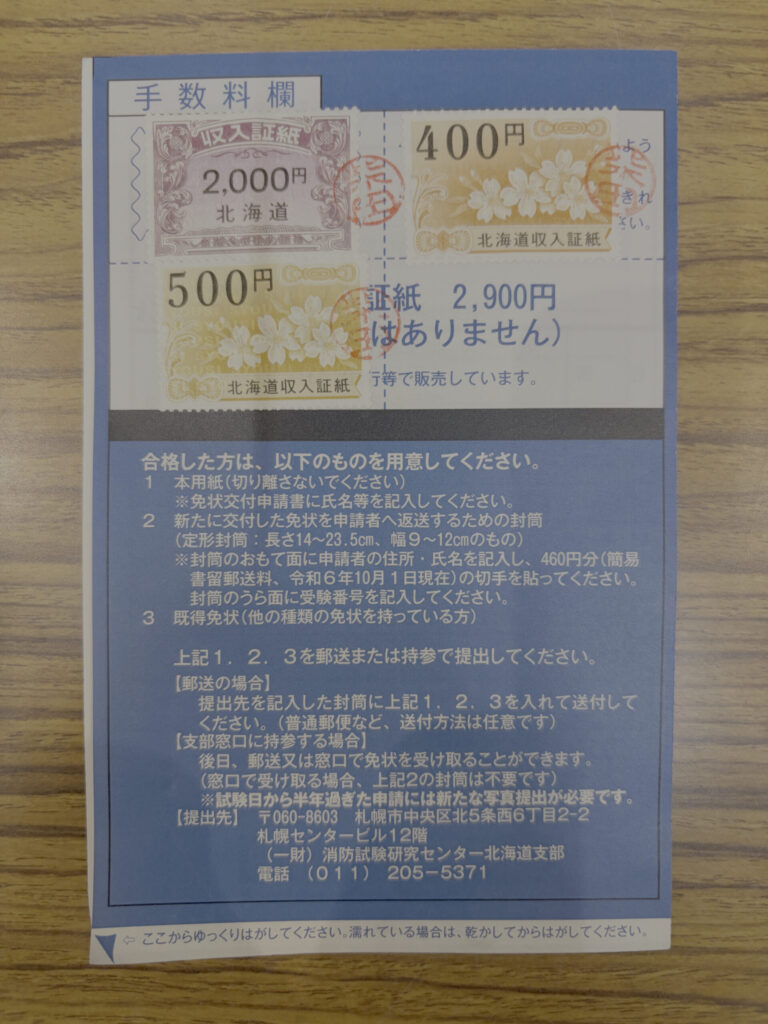 手数料欄
収入証紙
2,000円
北海道
400円
北海道収入証紙
よう
きれ
さい。
500円
北海道収入証紙
証紙 2,900円
はありません)
行等で販売しています。
合格した方は、以下のものを用意してください。
1 本用紙(切り離さないでください)
※免状交付申請書に氏名等を記入してください。
2 新たに交付した免状を申請者へ返送するための封筒
(定形封筒:長さ14~23.5cm、幅9~12cmのもの)
※封筒のおもて面に申請者の住所・氏名を記入し、460円分(簡易
書留郵送料、令和6年10月1日現在)の切手を貼ってください。
封筒のうら面に受験番号を記入してください。
3 既得免状(他の種類の免状を持っている方)
上記1.2.3を郵送または持参で提出してください。
【郵送の場合】
提出先を記入した封筒に上記1.2.3を入れて送付して
ください。(普通郵便など、送付方法は任意です)
【支部窓口に持参する場合】
後日、郵送又は窓口で免状を受け取ることができます。
(窓口で受け取る場合、上記2の封筒は不要です)
※試験日から半年過ぎた申請には新たな写真提出が必要です。
【提出先】 〒060-8603 札幌市中央区北5条西6丁目2-2
札幌センタービル12階
(一財)消防試験研究センター北海道支部
電話 (011) 205-5371
⇦ ここからゆっくりはがしてください。濡れている場合は、乾かしてからはがしてください。